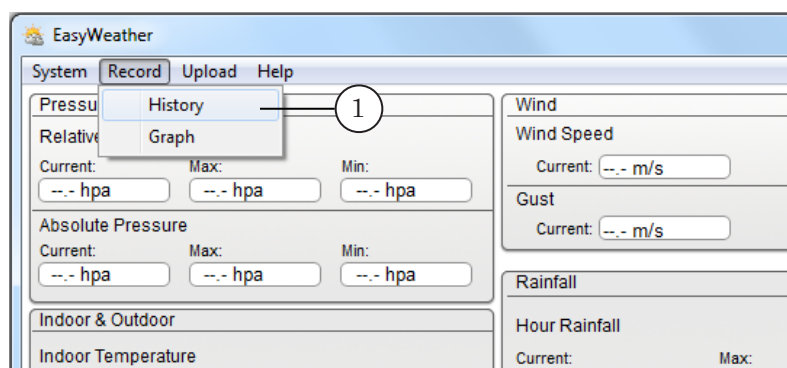 EasyWeather
System Record Upload Help
History
Graph
1
Pressu
Relative
Current: Max: Min:
--.- hpa --.- hpa --.- hpa
Absolute Pressure
Current: Max: Min:
--.- hpa --.- hpa --.- hpa
Indoor & Outdoor
Indoor Temperature
Wind
Wind Speed
Current: --.- m/s
Gust
Current: --.- m/s
Rainfall
Hour Rainfall
Current: Max: